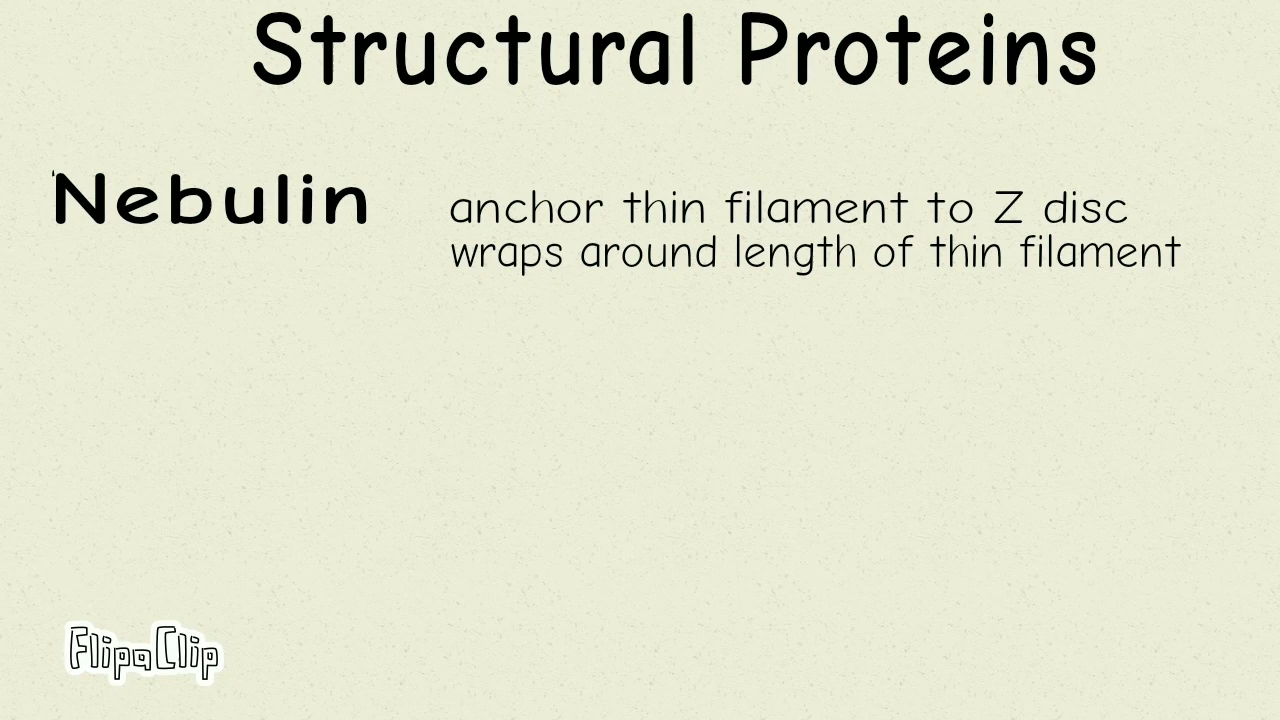 Structural Proteins
Nebulin
anchor thin filament to Z disc
wraps around length of thin filament
FlipaClip